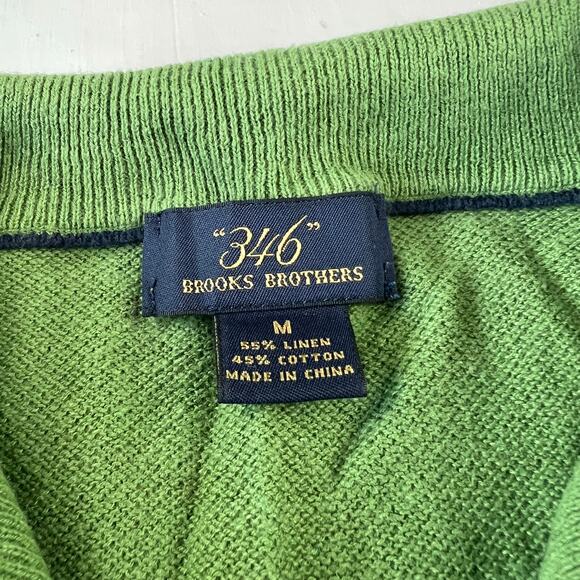 "346"
BROOKS BROTHERS
M
55% LINEN
45% COTTON
MADE IN CHINA